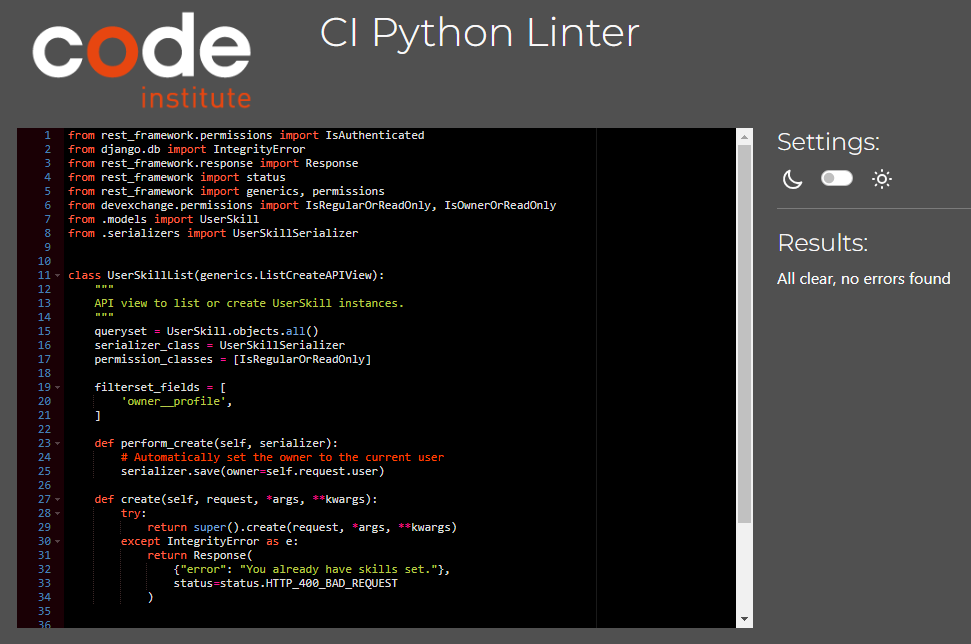 code
institute
CI Python Linter
1 from rest_framework.permissions import IsAuthenticated
2 from django.db import IntegrityError
3 from rest_framework.response import Response
4 from rest_framework import status
5 from rest_framework import generics, permissions
6 from devexchange.permissions import IsRegularOrReadOnly, IsOwnerOrReadOnly
7 from .models import UserSkill
8 from .serializers import UserSkillSerializer
9
10
11 class UserSkillList(generics.ListCreateAPIView):
12     """
13     API view to list or create UserSkill instances.
14     """
15     queryset = UserSkill.objects.all()
16     serializer_class = UserSkillSerializer
17     permission_classes = [IsRegularOrReadOnly]
18
19     filterset_fields = [
20         'owner__profile',
21     ]
22
23     def perform_create(self, serializer):
24         # Automatically set the owner to the current user
25         serializer.save(owner=self.request.user)
26
27     def create(self, request, *args, **kwargs):
28         try:
29             return super().create(request, *args, **kwargs)
30         except IntegrityError as e:
31             return Response(
32                 {"error": "You already have skills set."},
33                 status=status.HTTP_400_BAD_REQUEST
34             )
35
36
Settings:
Results:
All clear, no errors found